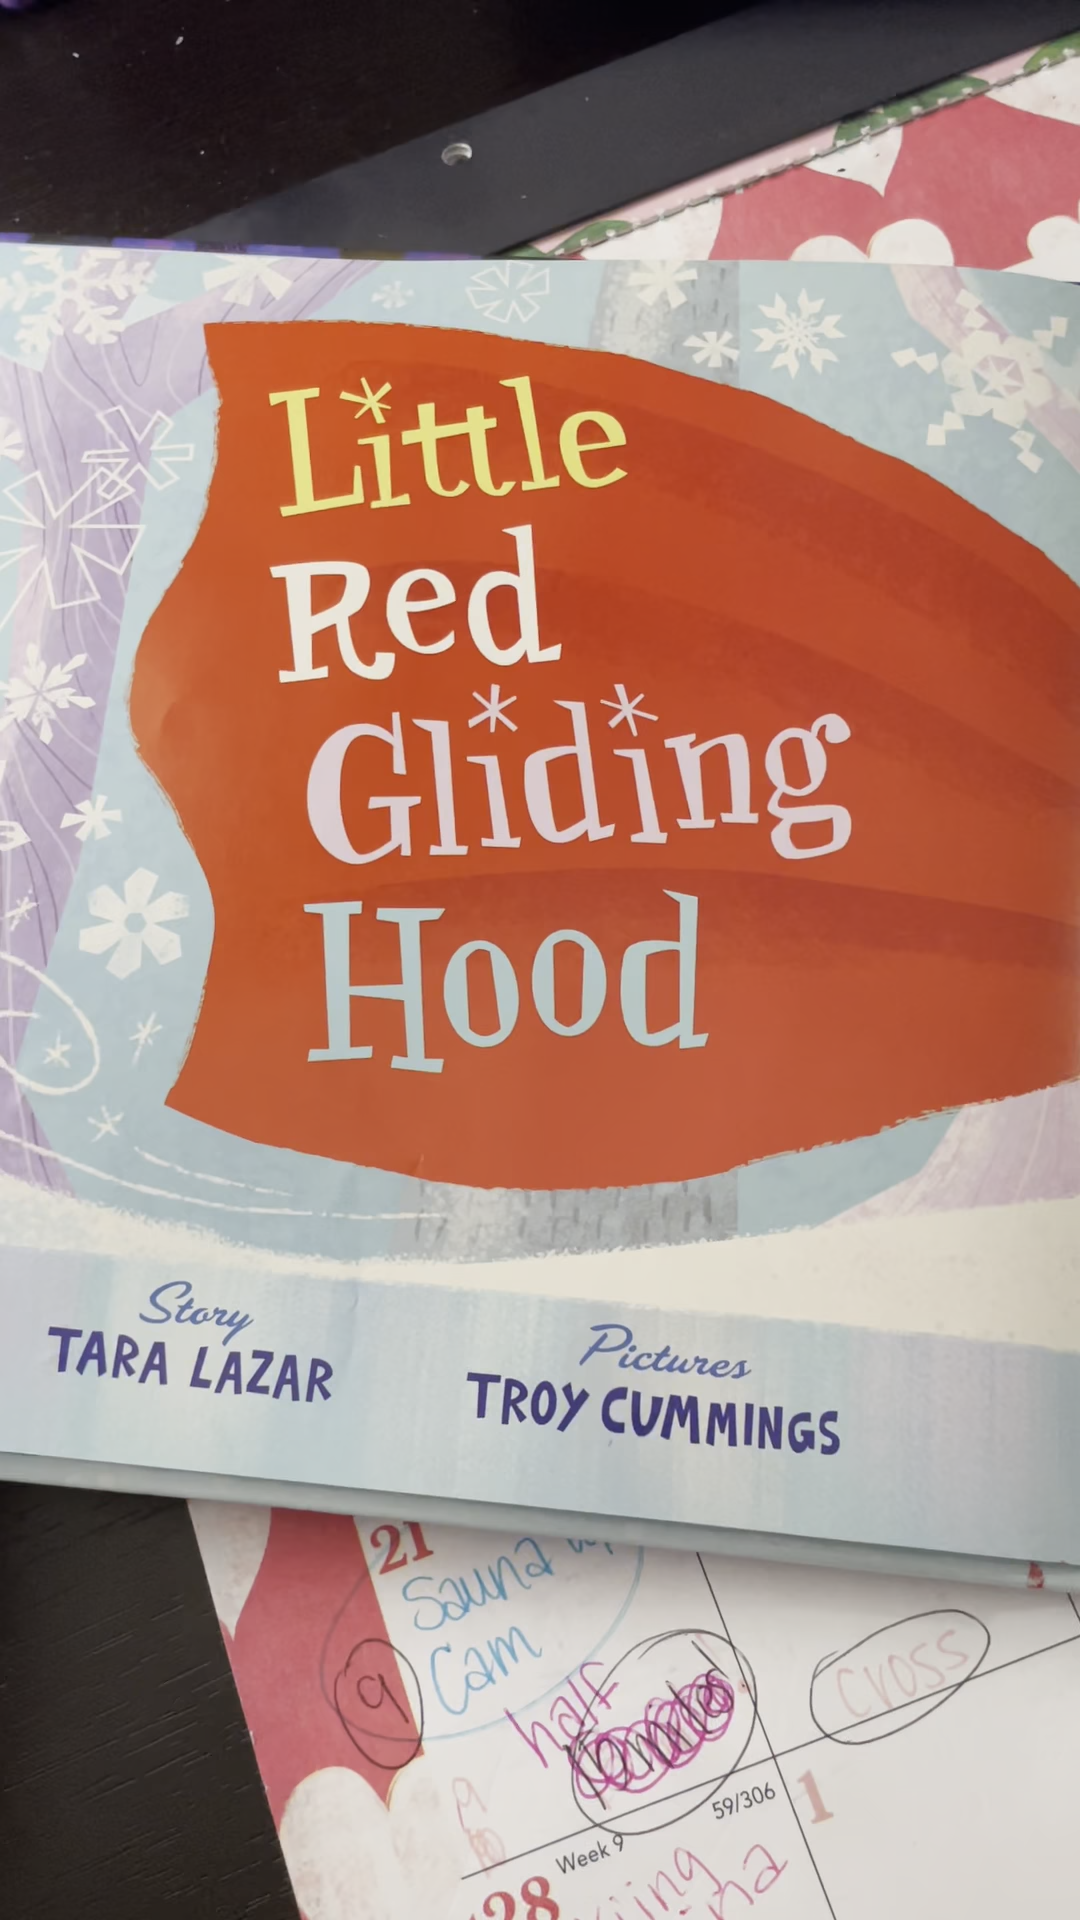 Little
Red
Gliding
Hood
Story
TARA LAZAR
Pictures
TROY CUMMINGS
21
Sauna w/
Cam
9
half
cross
59/306
1
Week 9
28